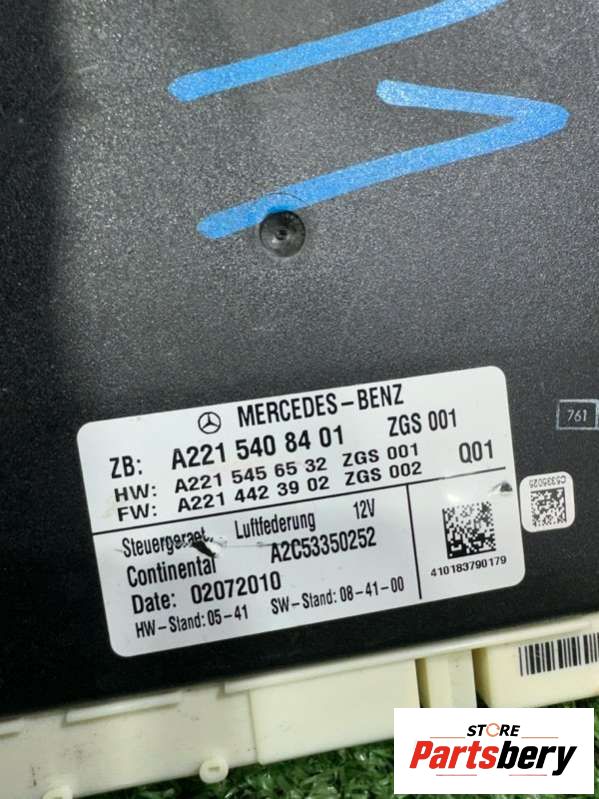 MERCEDES-BENZ
ZB: A221 540 84 01 ZGS 001
HW: A221 545 65 32 ZGS 001 Q01
FW: A221 442 39 02 ZGS 002
Steuergeraet Luftfederung 12V
Continental A2C53350252
Date: 02072010
HW-Stand: 05-41 SW-Stand: 08-41-00
410183790179
761
C5335025
STORE
Partsbery